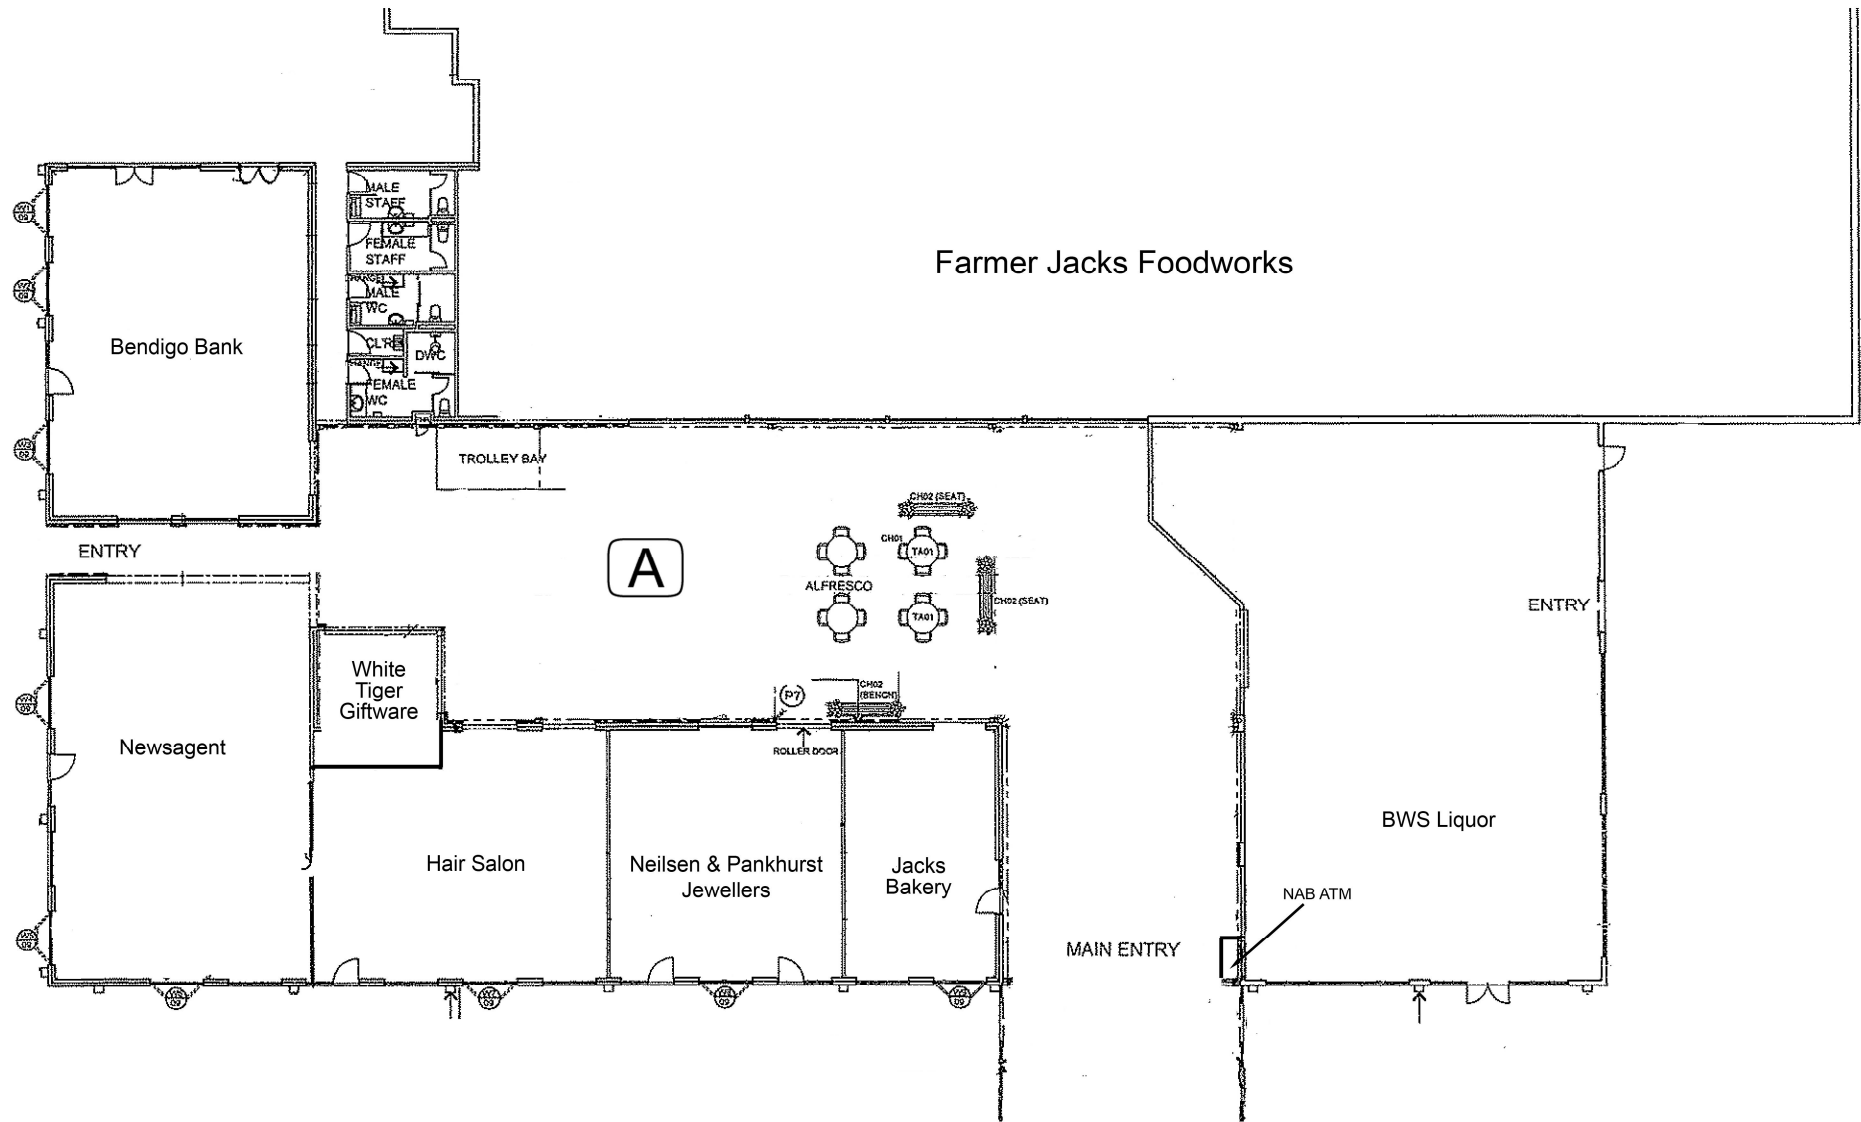 MALE
STAFF
FEMALE
STAFF
Farmer Jacks Foodworks
MALE
WC
CL'R
DWC
FEMALE
WC
Bendigo Bank
TROLLEY BAY
CH02 (SEAT)
ENTRY
CH01
TA01
A
ALFRESCO
CH02 (SEAT)
ENTRY
TA01
White
Tiger
Giftware
P7
CH02
(BENCH)
Newsagent
ROLLER DOOR
BWS Liquor
Hair Salon
Neilsen & Pankhurst
Jewellers
Jacks
Bakery
NAB ATM
MAIN ENTRY